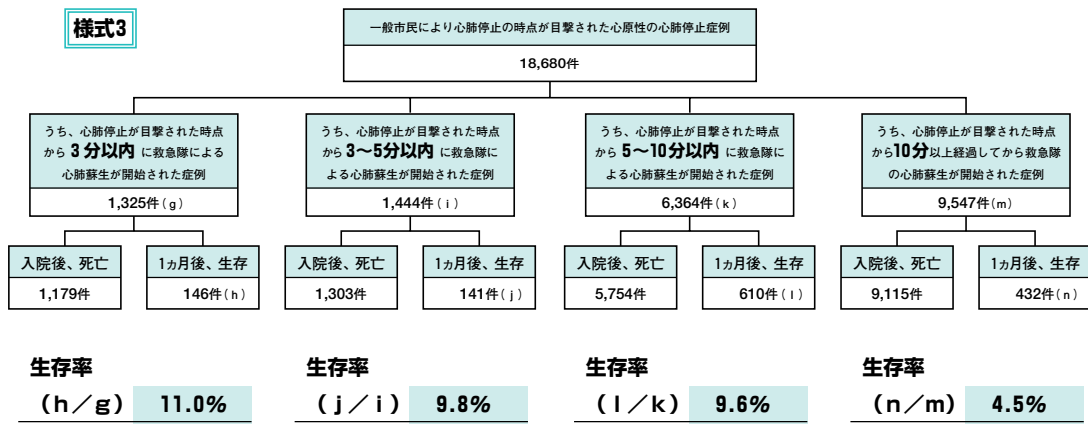 様式3
一般市民により心肺停止の時点が目撃された心原性の心肺停止症例
18,680件
うち、心肺停止が目撃された時点
から 3分以内 に救急隊による
心肺蘇生が開始された症例
1,325件(g)
入院後、死亡
1,179件
1ヵ月後、生存
146件(h)
うち、心肺停止が目撃された時点
から 3〜5分以内 に救急隊に
よる心肺蘇生が開始された症例
1,444件(i)
入院後、死亡
1,303件
1ヵ月後、生存
141件(j)
うち、心肺停止が目撃された時点
から 5〜10分以内 に救急隊に
よる心肺蘇生が開始された症例
6,364件(k)
入院後、死亡
5,754件
1ヵ月後、生存
610件(l)
うち、心肺停止が目撃された時点
から10分以上経過してから救急隊
の心肺蘇生が開始された症例
9,547件(m)
入院後、死亡
9,115件
1ヵ月後、生存
432件(n)
生存率
(h/g) 11.0%
生存率
(j/i) 9.8%
生存率
(l/k) 9.6%
生存率
(n/m) 4.5%